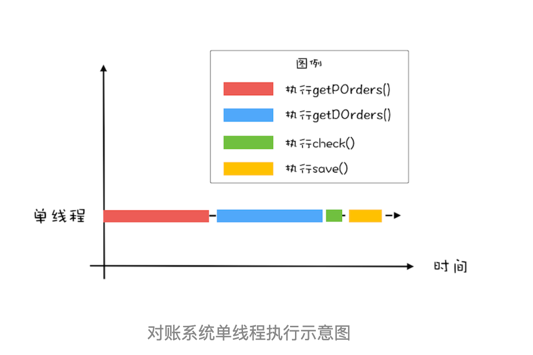 图例
执行getPOrders()
执行getDOrders()
执行check()
执行save()
单线程
时间
对账系统单线程执行示意图